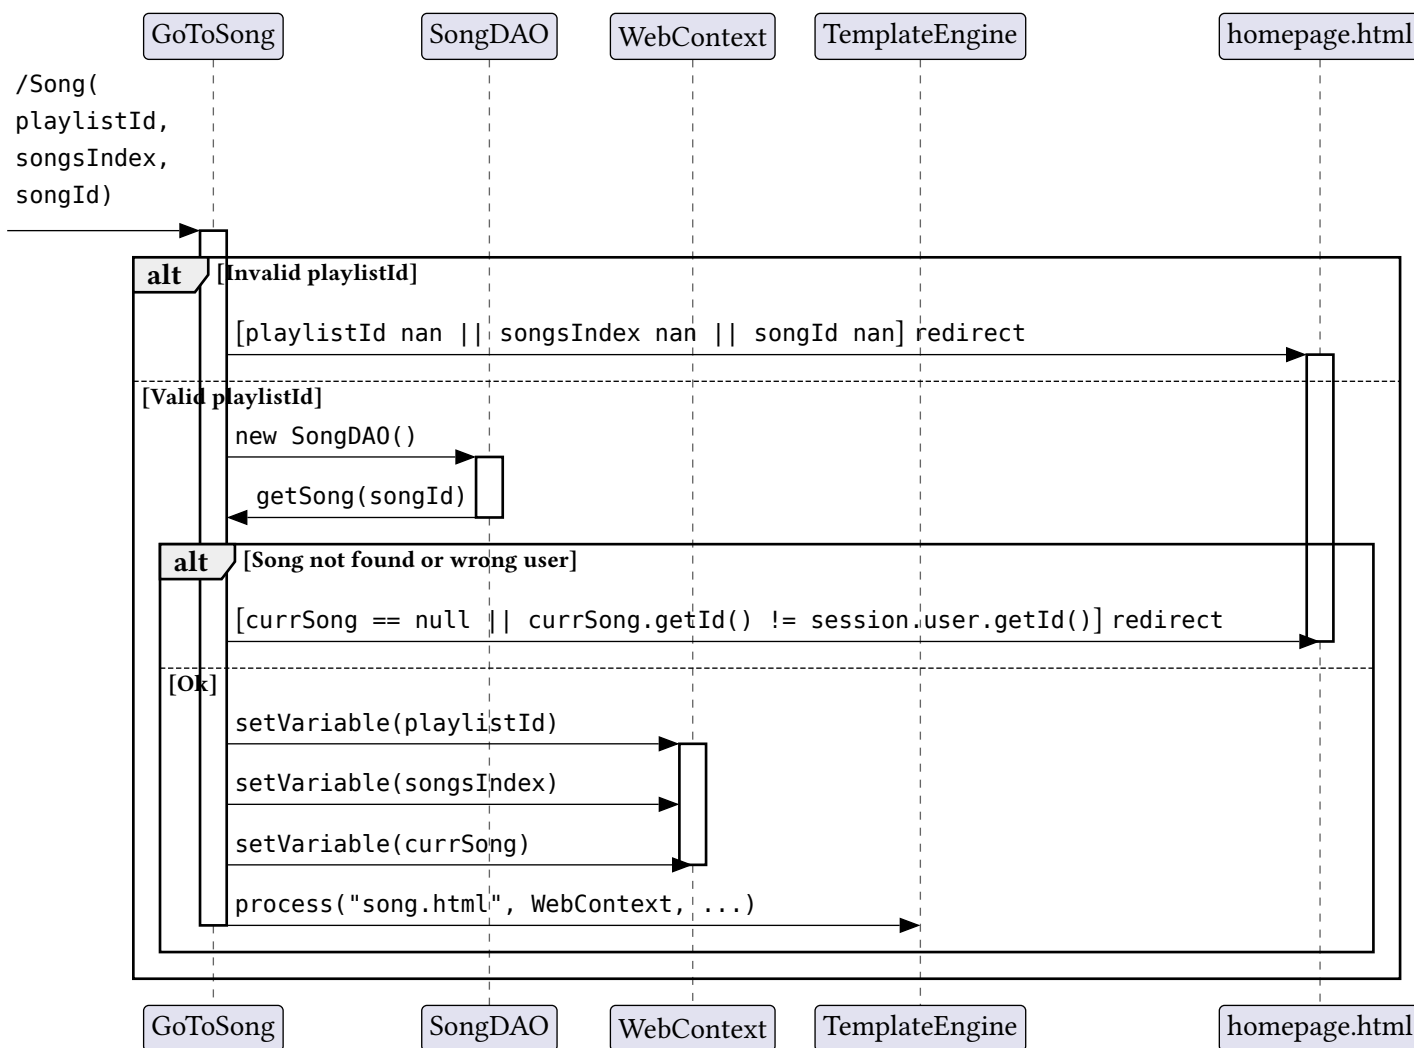 GoToSong
SongDAO
WebContext
TemplateEngine
homepage.html
/Song(
playlistId,
songsIndex,
songId)
alt [Invalid playlistId]
[playlistId nan || songsIndex nan || songId nan] redirect
[Valid playlistId]
new SongDAO()
getSong(songId)
alt [Song not found or wrong user]
[currSong == null || currSong.getId() != session.user.getId()] redirect
[Ok]
setVariable(playlistId)
setVariable(songsIndex)
setVariable(currSong)
process("song.html", WebContext, ...)
GoToSong
SongDAO
WebContext
TemplateEngine
homepage.html